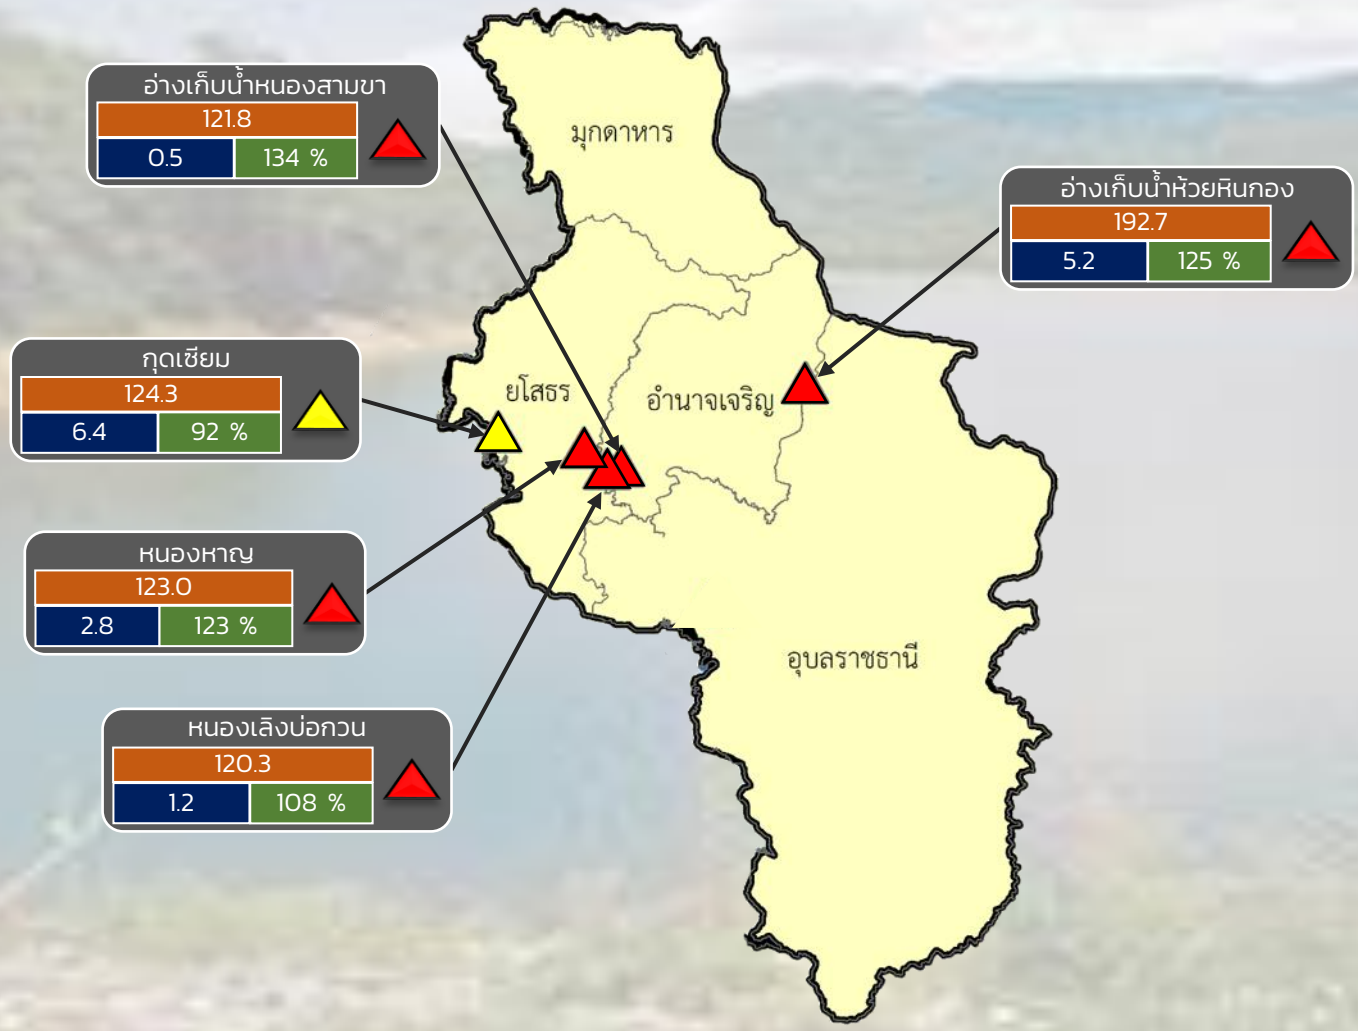 อ่างเก็บน้ำหนองสามขา
121.8
0.5 134 %
มุกดาหาร
อ่างเก็บน้ำห้วยหินกอง
192.7
5.2 125 %
กุดเซียม
124.3
6.4 92 %
ยโสธร
อำนาจเจริญ
หนองหาญ
123.0
2.8 123 %
อุบลราชธานี
หนองเลิงบ่อกวน
120.3
1.2 108 %